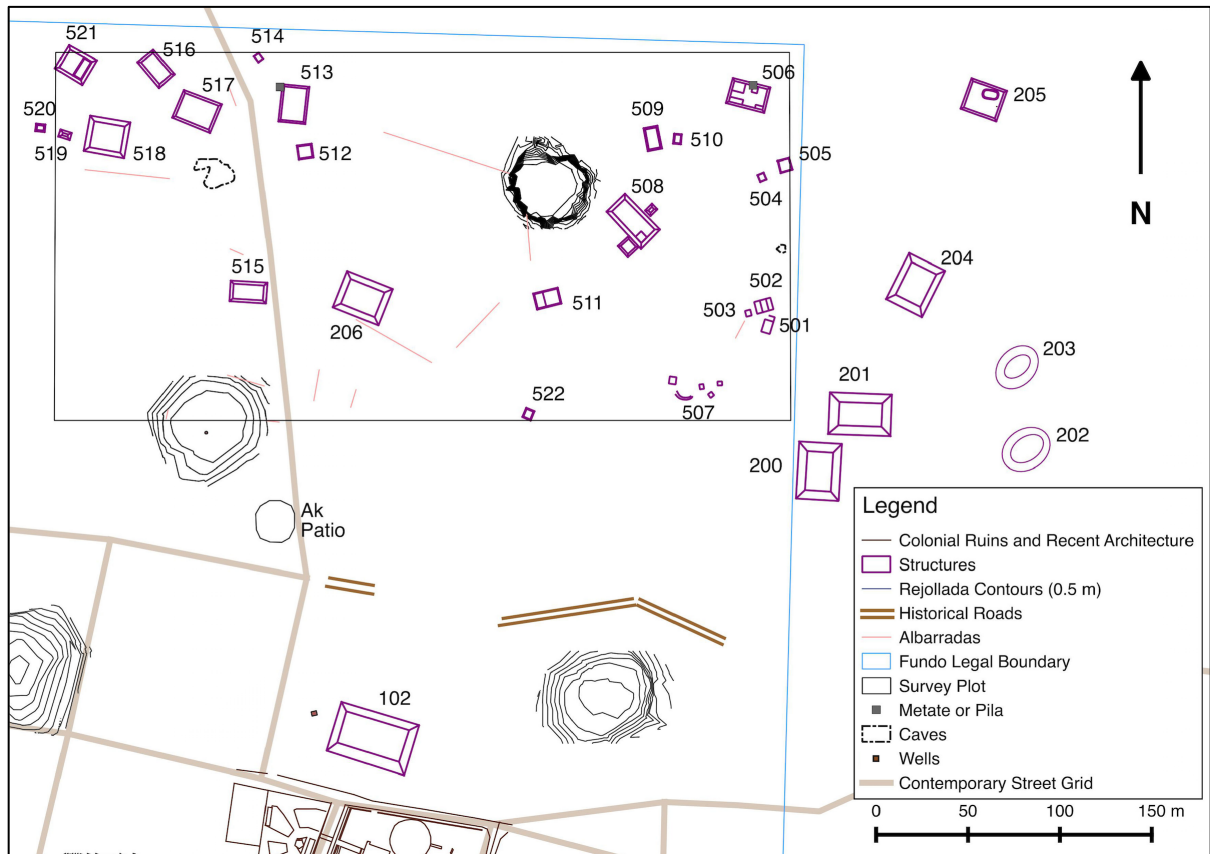 521
516
514
513
517
520
519
518
512
506
509
510
505
504
508
205
N
515
206
511
502
503
501
204
203
201
507
522
202
200
Ak
Patio
102
Legend
Colonial Ruins and Recent Architecture
Structures
Rejollada Contours (0.5 m)
Historical Roads
Albarradas
Fundo Legal Boundary
Survey Plot
Metate or Pila
Caves
Wells
Contemporary Street Grid
0 50 100 150 m